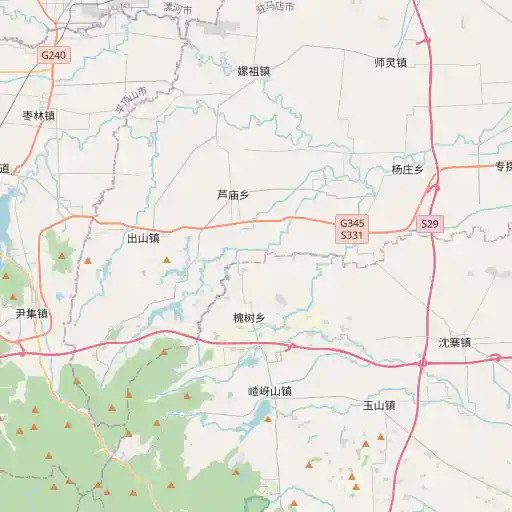 漯河市
驻马店市
G240
嫘祖镇
师灵镇
平顶山市
枣林镇
道
杨庄乡
专探
芦庙乡
G345
S331
S29
出山镇
尹集镇
槐树乡
沈寨镇
嵖岈山镇
玉山镇